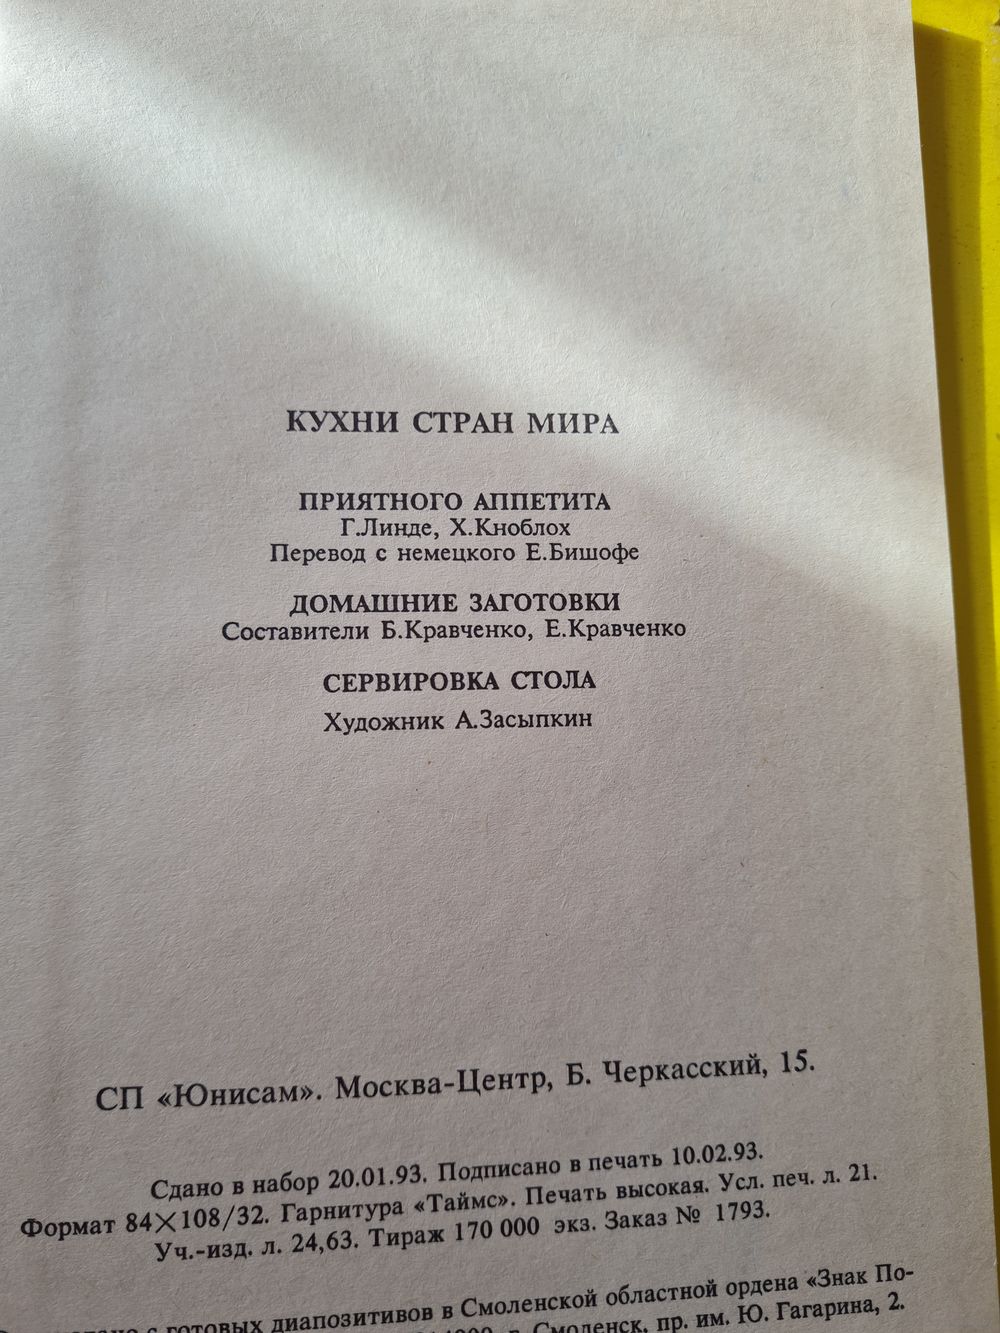 КУХНИ СТРАН МИРА
ПРИЯТНОГО АППЕТИТА
Г.Линде, Х.Кноблох
Перевод с немецкого Е.Бишофе
ДОМАШНИЕ ЗАГОТОВКИ
Составители Б.Кравченко, Е.Кравченко
СЕРВИРОВКА СТОЛА
Художник А.Засыпкин
СП «Юнисам». Москва-Центр, Б. Черкасский, 15.
Сдано в набор 20.01.93. Подписано в печать 10.02.93.
Формат 84×108/32. Гарнитура «Таймс». Печать высокая. Усл. печ. л. 21.
Уч.-изд. л. 24,63. Тираж 170 000 экз. Заказ № 1793.
с готовых диапозитивов в Смоленской областной ордена «Знак По-
г. Смоленск, пр. им. Ю. Гагарина, 2.